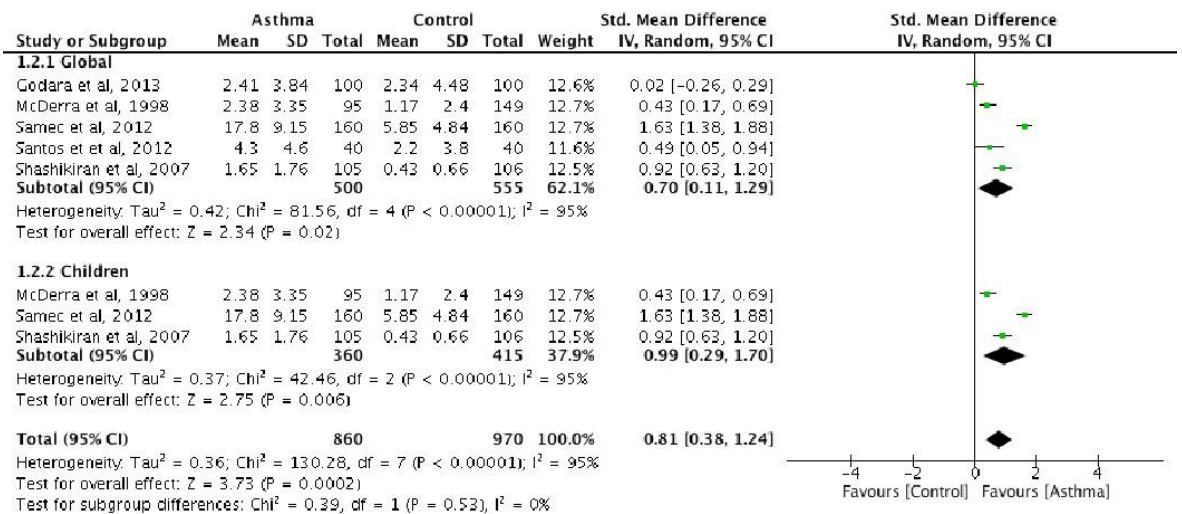 Asthma Control Std. Mean Difference Std. Mean Difference
Study or Subgroup Mean SD Total Mean SD Total Weight IV, Random, 95% CI IV, Random, 95% CI
1.2.1 Global
Godara et al, 2013 2.41 3.84 100 2.34 4.48 100 12.6% 0.02 [-0.26, 0.29]
McDerra et al, 1998 2.38 3.35 95 1.17 2.4 149 12.7% 0.43 [0.17, 0.69]
Samec et al, 2012 17.8 9.15 160 5.85 4.84 160 12.7% 1.63 [1.38, 1.88]
Santos et et al, 2012 4.3 4.6 40 2.2 3.8 40 11.6% 0.49 [0.05, 0.94]
Shashikiran et al, 2007 1.65 1.76 105 0.43 0.66 106 12.5% 0.92 [0.63, 1.20]
Subtotal (95% CI) 500 555 62.1% 0.70 [0.11, 1.29]
Heterogeneity: Tau² = 0.42; Chi² = 81.56, df = 4 (P < 0.00001); I² = 95%
Test for overall effect: Z = 2.34 (P = 0.02)
1.2.2 Children
McDerra et al, 1998 2.38 3.35 95 1.17 2.4 149 12.7% 0.43 [0.17, 0.69]
Samec et al, 2012 17.8 9.15 160 5.85 4.84 160 12.7% 1.63 [1.38, 1.88]
Shashikiran et al, 2007 1.65 1.76 105 0.43 0.66 106 12.5% 0.92 [0.63, 1.20]
Subtotal (95% CI) 360 415 37.9% 0.99 [0.29, 1.70]
Heterogeneity: Tau² = 0.37; Chi² = 42.46, df = 2 (P < 0.00001); I² = 95%
Test for overall effect: Z = 2.75 (P = 0.006)
Total (95% CI) 860 970 100.0% 0.81 [0.38, 1.24]
Heterogeneity: Tau² = 0.36; Chi² = 130.28, df = 7 (P < 0.00001); I² = 95%
Test for overall effect: Z = 3.73 (P = 0.0002)
Test for subgroup differences: Chi² = 0.39, df = 1 (P = 0.53), I² = 0%
-4 -2 0 2 4
Favours [Control] Favours [Asthma]